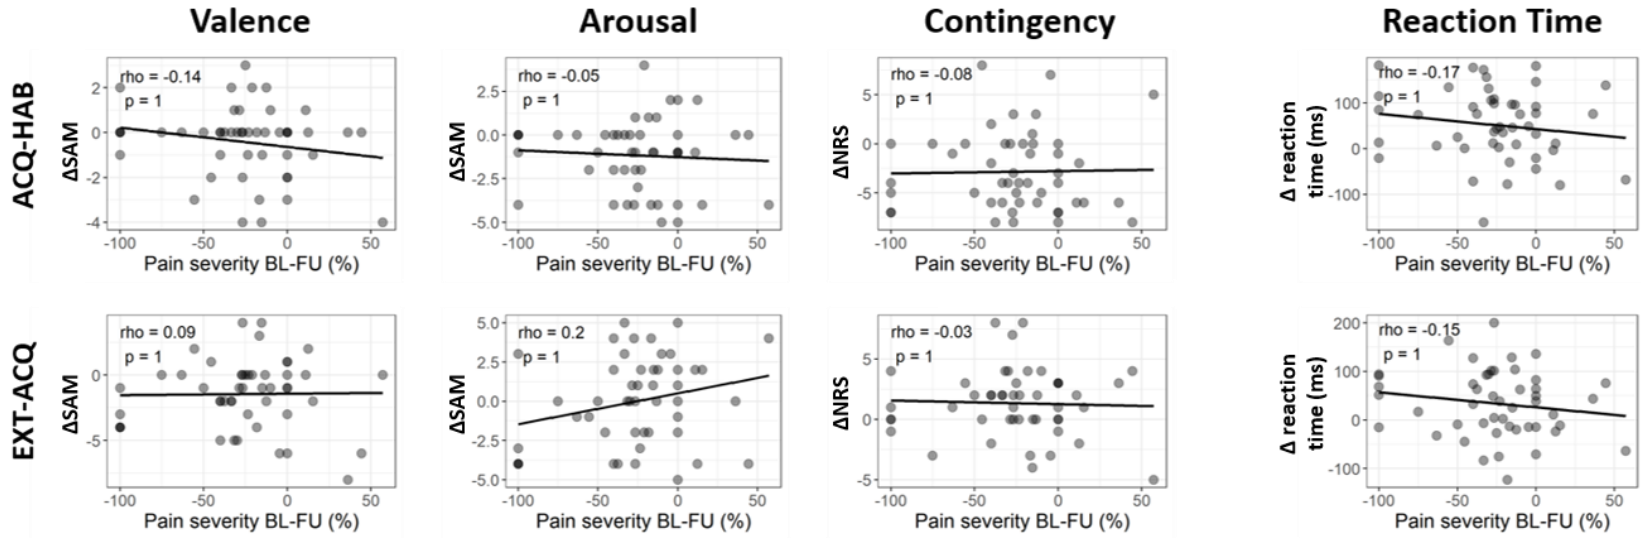 Valence
Arousal
Contingency
Reaction Time
ACQ-HAB
ΔSAM
2
0
-2
-4
rho = -0.14
p = 1
-100
-50
0
50
Pain severity BL-FU (%)
ΔSAM
2.5
0.0
-2.5
-5.0
rho = -0.05
p = 1
-100
-50
0
50
Pain severity BL-FU (%)
ΔNRS
5
0
-5
rho = -0.08
p = 1
-100
-50
0
50
Pain severity BL-FU (%)
Δ reaction
time (ms)
100
0
-100
rho = -0.17
p = 1
-100
-50
0
50
Pain severity BL-FU (%)
EXT-ACQ
ΔSAM
0
-5
rho = 0.09
p = 1
-100
-50
0
50
Pain severity BL-FU (%)
ΔSAM
5.0
2.5
0.0
-2.5
-5.0
rho = 0.2
p = 1
-100
-50
0
50
Pain severity BL-FU (%)
ΔNRS
5
0
-5
rho = -0.03
p = 1
-100
-50
0
50
Pain severity BL-FU (%)
Δ reaction
time (ms)
200
100
0
-100
rho = -0.15
p = 1
-100
-50
0
50
Pain severity BL-FU (%)